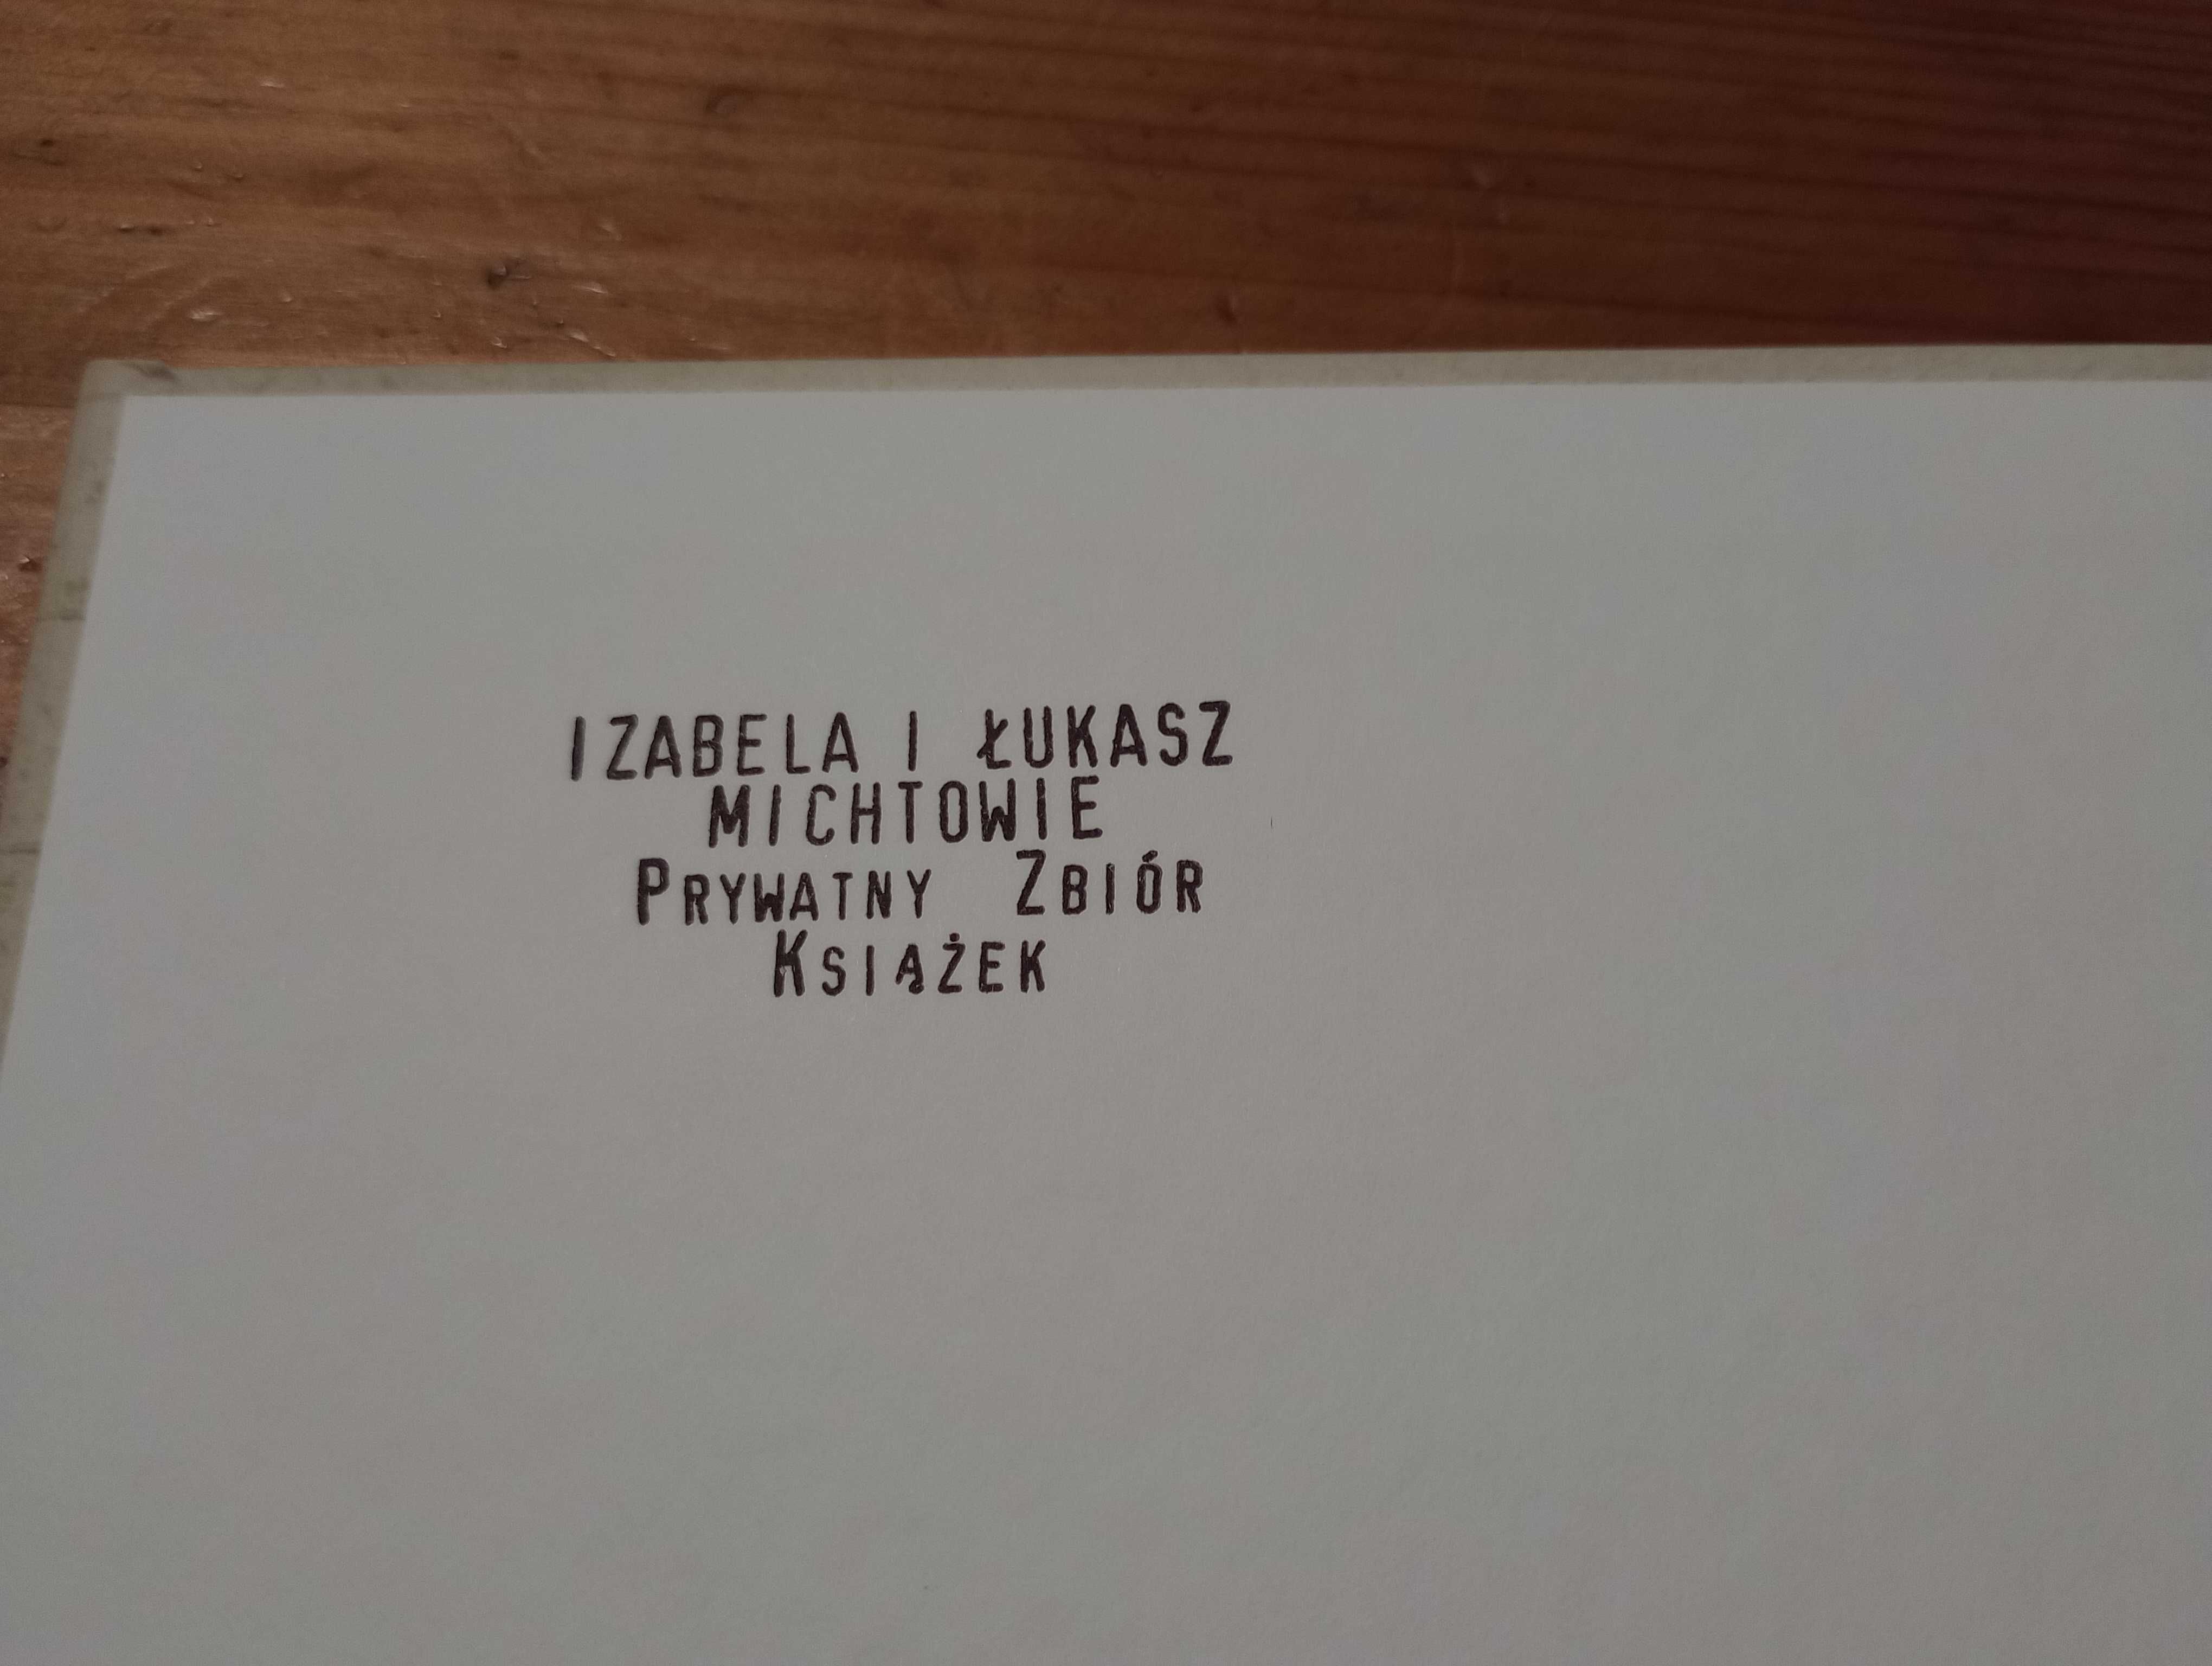 IZABELA I ŁUKASZ
MICHTOWIE
PRYWATNY ZBIÓR
KSIĄŻEK